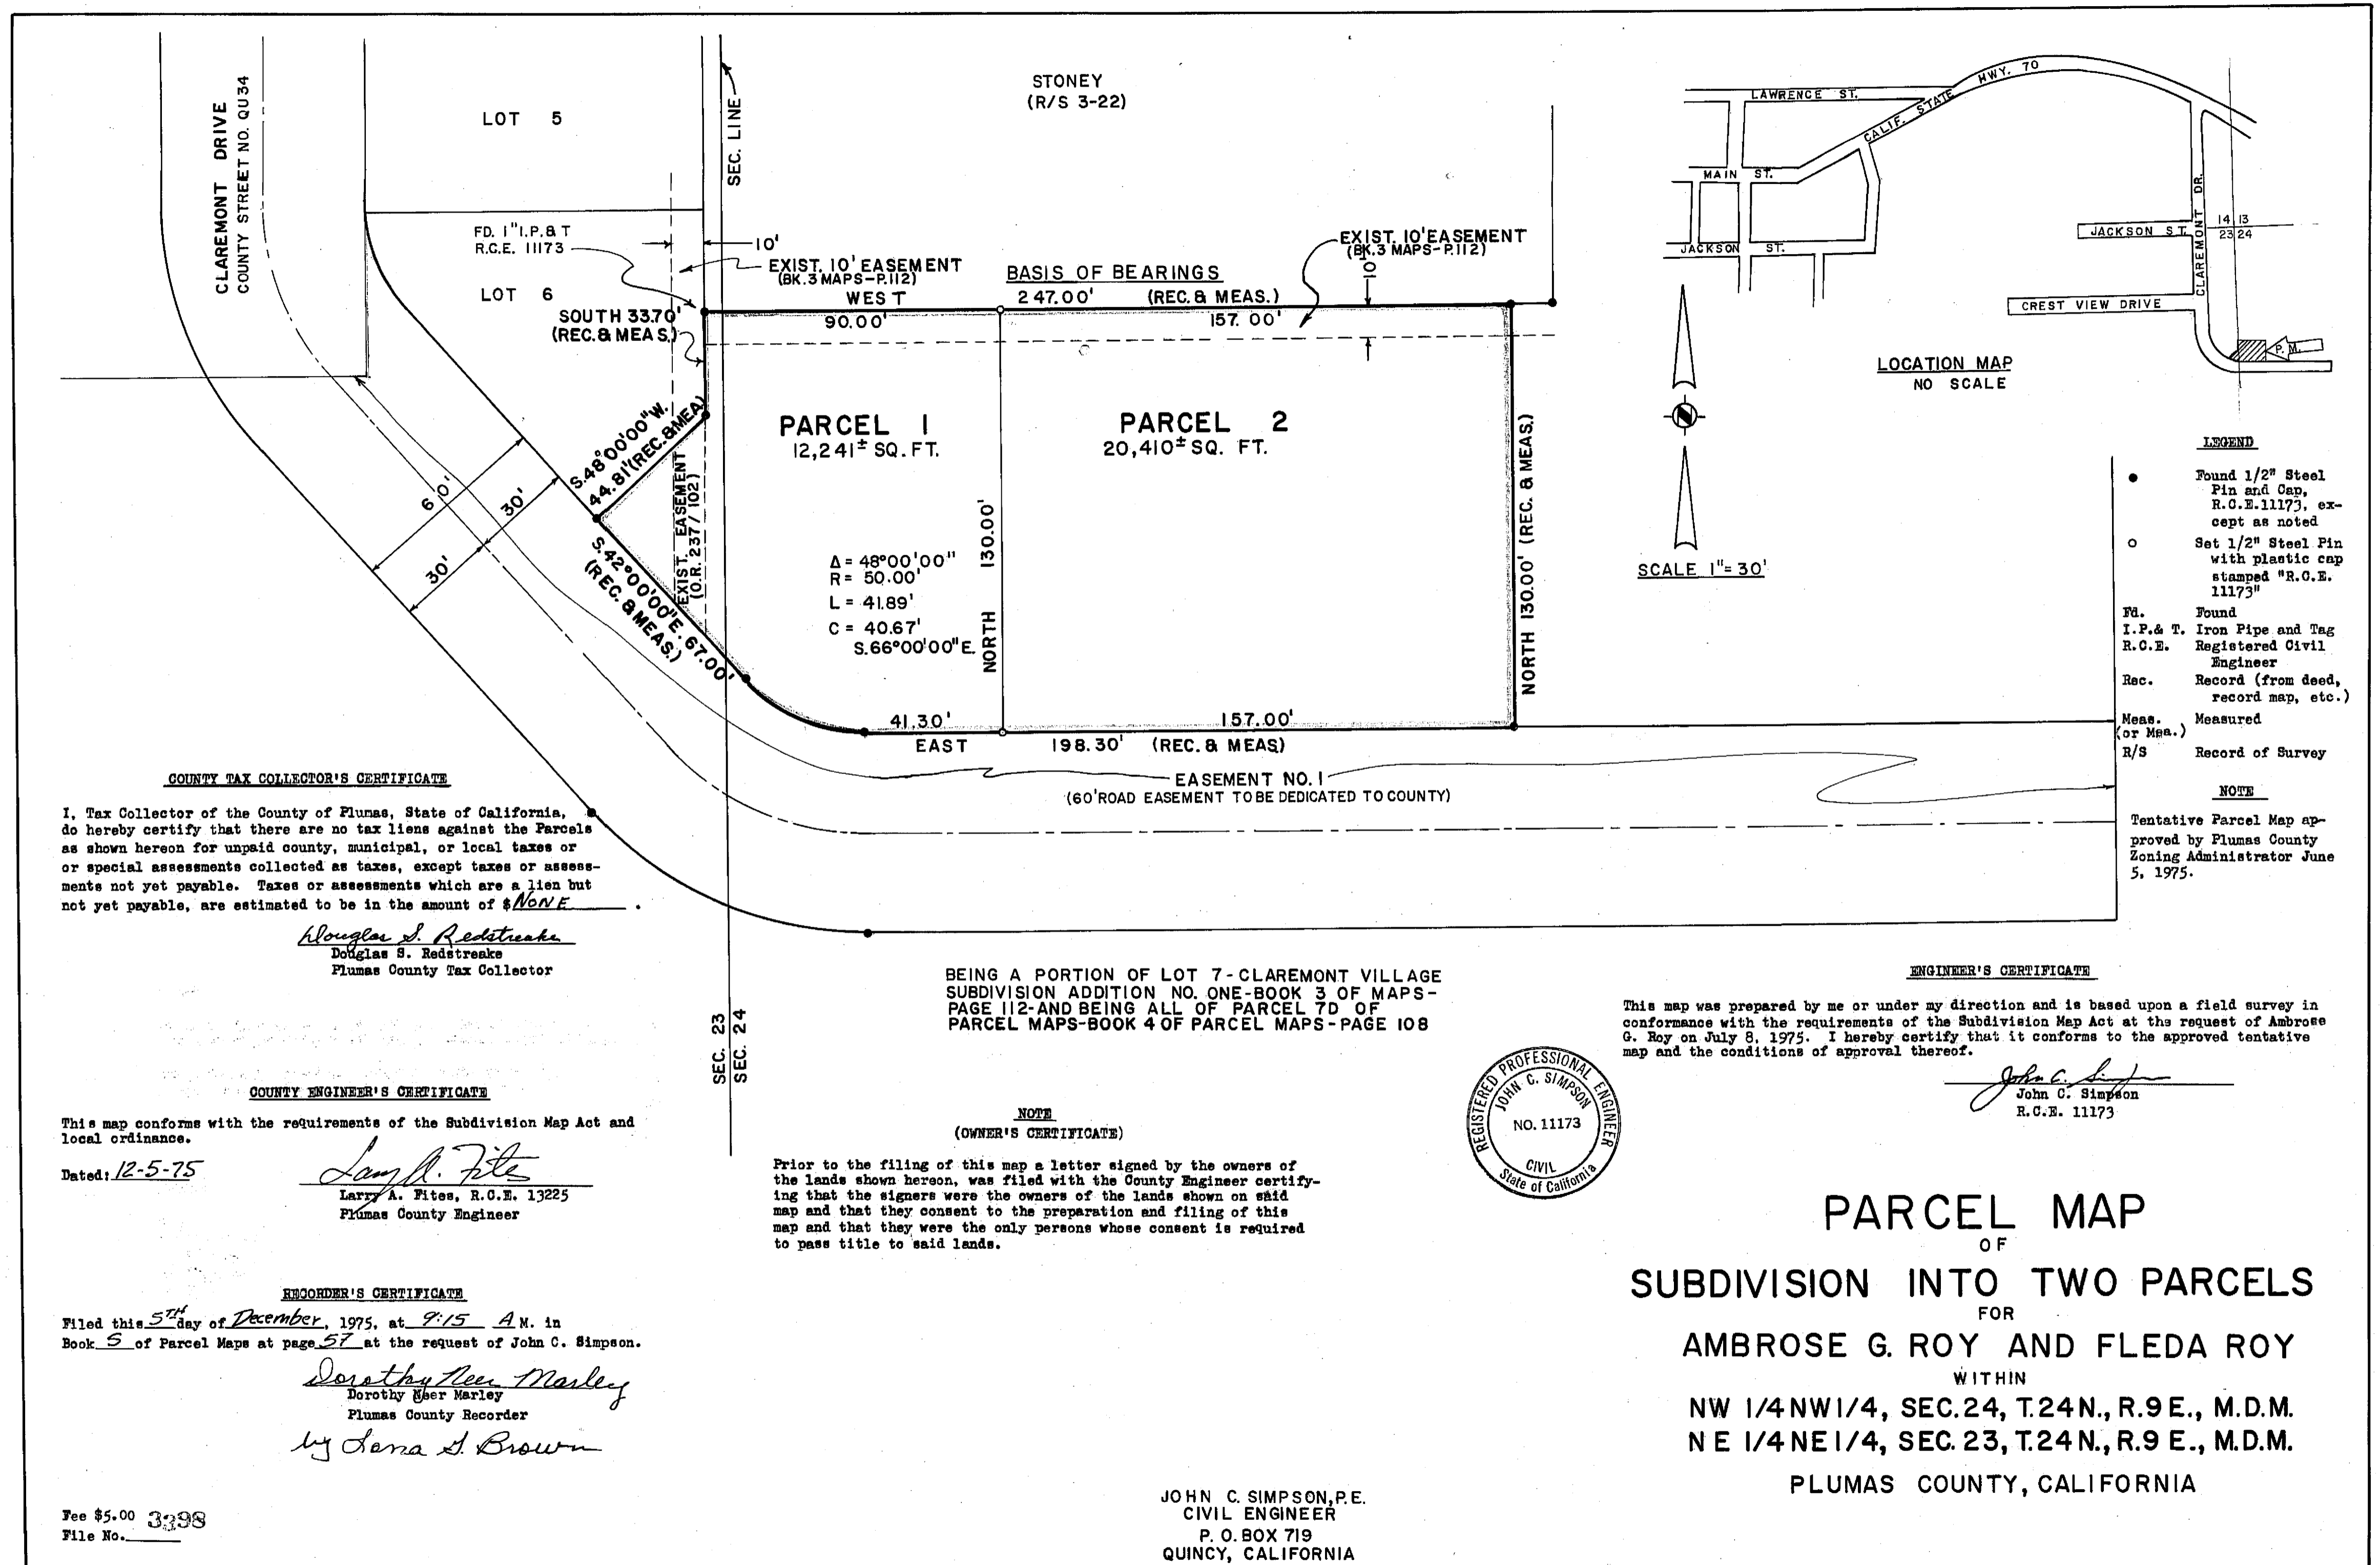 CLAREMONT DRIVE
COUNTY STREET NO. QU34
LOT 5
SEC. LINE
STONEY
(R/S 3-22)
FD. 1" I.P. & T
R.C.E. 11173
10'
EXIST. 10' EASEMENT
(BK. 3 MAPS-P. 112)
LOT 6
BASIS OF BEARINGS
WEST 247.00' (REC. & MEAS.)
EXIST. 10' EASEMENT
(BK. 3 MAPS-P. 112)
10'
SOUTH 33.70'
(REC. & MEAS.)
90.00'
157.00'
PARCEL 1
12,241± SQ. FT.
PARCEL 2
20,410± SQ. FT.
S. 48°00'00" W.
44.81' (REC. & MEA)
60'
30'
30'
EXIST. EASEMENT
(O.R. 237/102)
S. 42°00'00" E. 67.00'
(REC. & MEAS.)
Δ = 48°00'00"
R = 50.00'
L = 41.89'
C = 40.67'
S. 66°00'00" E.
NORTH 130.00'
NORTH 130.00' (REC. & MEAS.)
41.30'
157.00'
EAST 198.30' (REC. & MEAS)
EASEMENT NO. 1
(60' ROAD EASEMENT TO BE DEDICATED TO COUNTY)
SEC. 23
SEC. 24
LAWRENCE ST.
CALIF. STATE HWY. 70
MAIN ST.
JACKSON ST.
JACKSON ST.
CLAREMONT DR.
14 13
23 24
CREST VIEW DRIVE
P. M.
LOCATION MAP
NO SCALE
SCALE 1" = 30'
LEGEND
Found 1/2" Steel
Pin and Cap,
R.C.E.11173, ex-
cept as noted
Set 1/2" Steel Pin
with plastic cap
stamped "R.C.E.
11173"
Fd. Found
I.P.& T. Iron Pipe and Tag
R.C.E. Registered Civil
Engineer
Rec. Record (from deed,
record map, etc.)
Meas. Measured
(or Mea.)
R/S Record of Survey
NOTE
Tentative Parcel Map ap-
proved by Plumas County
Zoning Administrator June
5, 1975.
COUNTY TAX COLLECTOR'S CERTIFICATE
I, Tax Collector of the County of Plumas, State of California,
do hereby certify that there are no tax liens against the Parcels
as shown hereon for unpaid county, municipal, or local taxes or
or special assessments collected as taxes, except taxes or assess-
ments not yet payable. Taxes or assessments which are a lien but
not yet payable, are estimated to be in the amount of $ NONE .
Douglas S. Redstreake
Douglas S. Redstreake
Plumas County Tax Collector
COUNTY ENGINEER'S CERTIFICATE
This map conforms with the requirements of the Subdivision Map Act and
local ordinance.
Dated: 12-5-75
Larry A. Fites
Larry A. Fites, R.C.E. 13225
Plumas County Engineer
RECORDER'S CERTIFICATE
Filed this 5TH day of December, 1975, at 9:15 A M. in
Book 5 of Parcel Maps at page 57 at the request of John C. Simpson.
Dorothy Neer Marley
Dorothy Neer Marley
Plumas County Recorder
by Lana S. Brown
Fee $5.00
File No. 3398
BEING A PORTION OF LOT 7-CLAREMONT VILLAGE
SUBDIVISION ADDITION NO. ONE-BOOK 3 OF MAPS-
PAGE 112-AND BEING ALL OF PARCEL 7D OF
PARCEL MAPS-BOOK 4 OF PARCEL MAPS-PAGE 108
NOTE
(OWNER'S CERTIFICATE)
Prior to the filing of this map a letter signed by the owners of
the lands shown hereon, was filed with the County Engineer certify-
ing that the signers were the owners of the lands shown on said
map and that they consent to the preparation and filing of this
map and that they were the only persons whose consent is required
to pass title to said lands.
ENGINEER'S CERTIFICATE
This map was prepared by me or under my direction and is based upon a field survey in
conformance with the requirements of the Subdivision Map Act at the request of Ambrose
G. Roy on July 8, 1975. I hereby certify that it conforms to the approved tentative
map and the conditions of approval thereof.
John C. Simpson
John C. Simpson
R.C.E. 11173
REGISTERED PROFESSIONAL ENGINEER
JOHN C. SIMPSON
NO. 11173
CIVIL
State of California
PARCEL MAP
OF
SUBDIVISION INTO TWO PARCELS
FOR
AMBROSE G. ROY AND FLEDA ROY
WITHIN
NW 1/4 NW 1/4, SEC. 24, T. 24 N., R. 9 E., M.D.M.
NE 1/4 NE 1/4, SEC. 23, T. 24 N., R. 9 E., M.D.M.
PLUMAS COUNTY, CALIFORNIA
JOHN C. SIMPSON, P.E.
CIVIL ENGINEER
P. O. BOX 719
QUINCY, CALIFORNIA